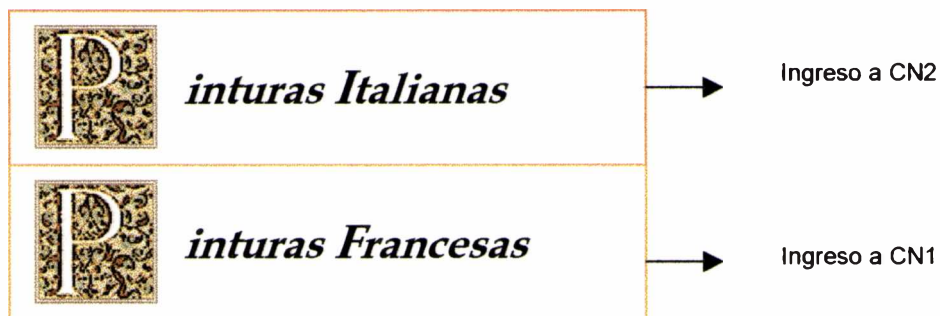 Pinturas Italianas
Ingreso a CN2
Pinturas Francesas
Ingreso a CN1